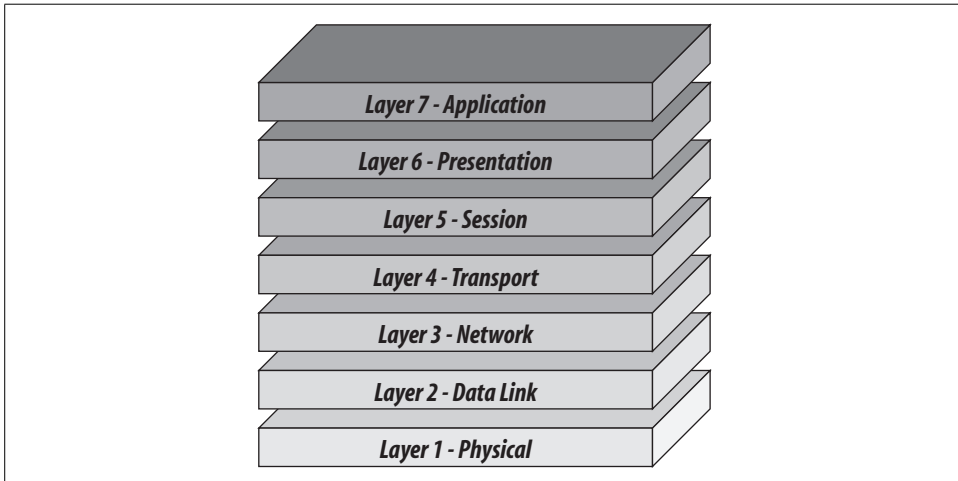 Layer 7 - Application
Layer 6 - Presentation
Layer 5 - Session
Layer 4 - Transport
Layer 3 - Network
Layer 2 - Data Link
Layer 1 - Physical